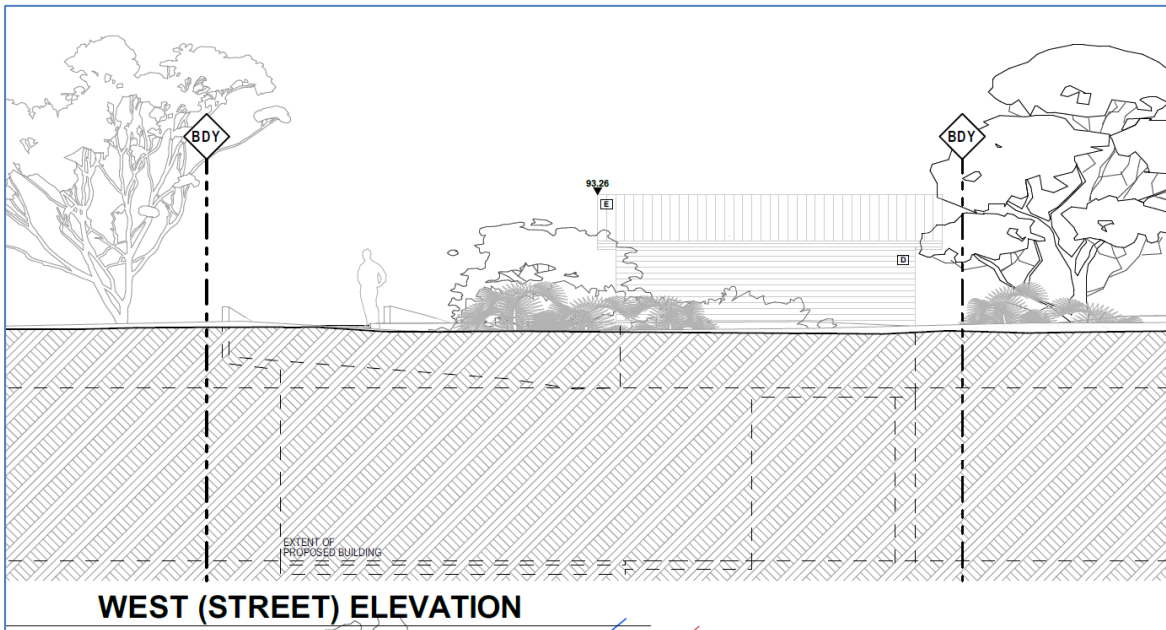 BDY
BDY
93.26
E
D
EXTENT OF
PROPOSED BUILDING
WEST (STREET) ELEVATION